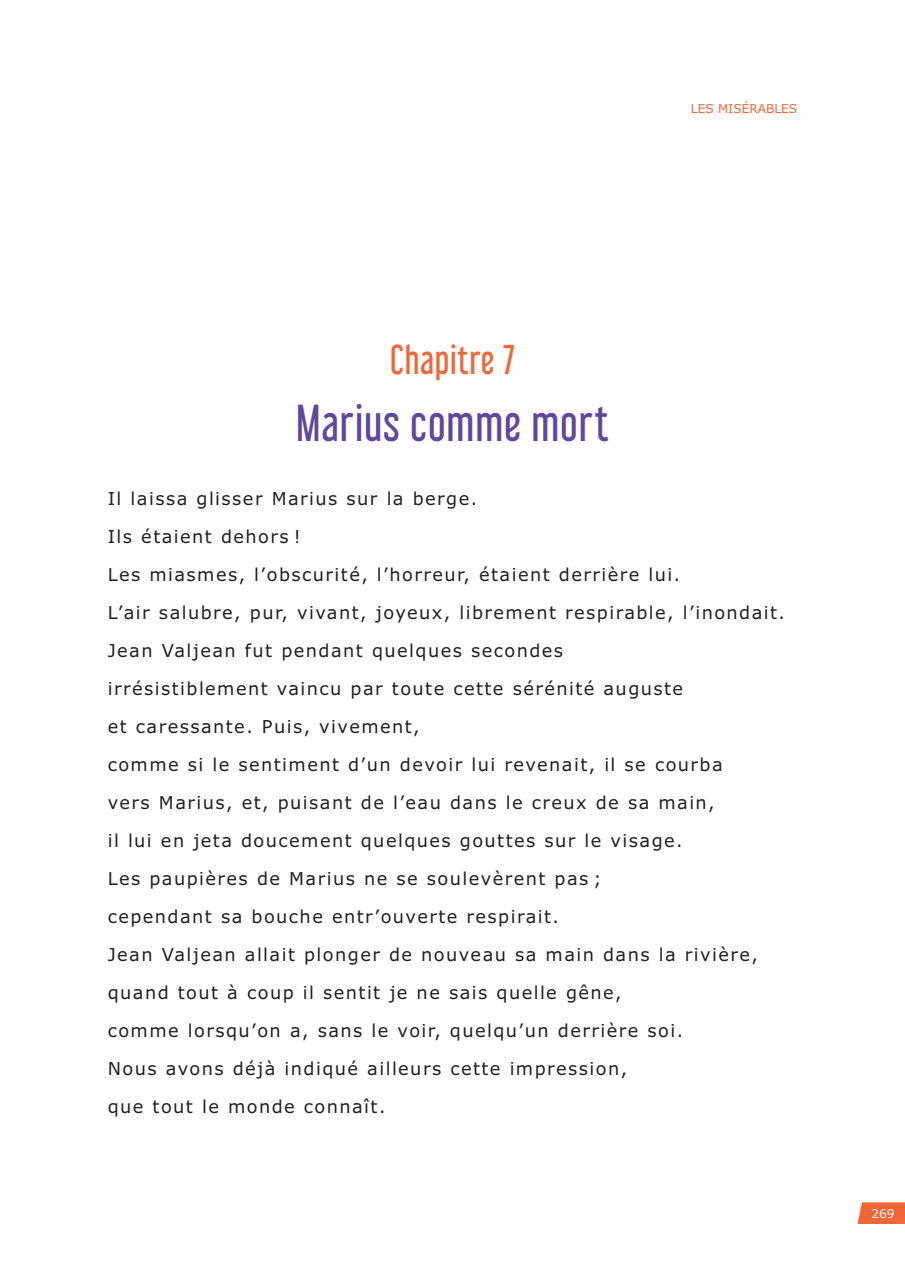 LES MISÉRABLES
Chapitre 7
Marius comme mort
Il laissa glisser Marius sur la berge.
Ils étaient dehors !
Les miasmes, l’obscurité, l’horreur, étaient derrière lui.
L’air salubre, pur, vivant, joyeux, librement respirable, l’inondait.
Jean Valjean fut pendant quelques secondes
irrésistiblement vaincu par toute cette sérénité auguste
et caressante. Puis, vivement,
comme si le sentiment d’un devoir lui revenait, il se courba
vers Marius, et, puisant de l’eau dans le creux de sa main,
il lui en jeta doucement quelques gouttes sur le visage.
Les paupières de Marius ne se soulevèrent pas ;
cependant sa bouche entr’ouverte respirait.
Jean Valjean allait plonger de nouveau sa main dans la rivière,
quand tout à coup il sentit je ne sais quelle gêne,
comme lorsqu’on a, sans le voir, quelqu’un derrière soi.
Nous avons déjà indiqué ailleurs cette impression,
que tout le monde connaît.
269